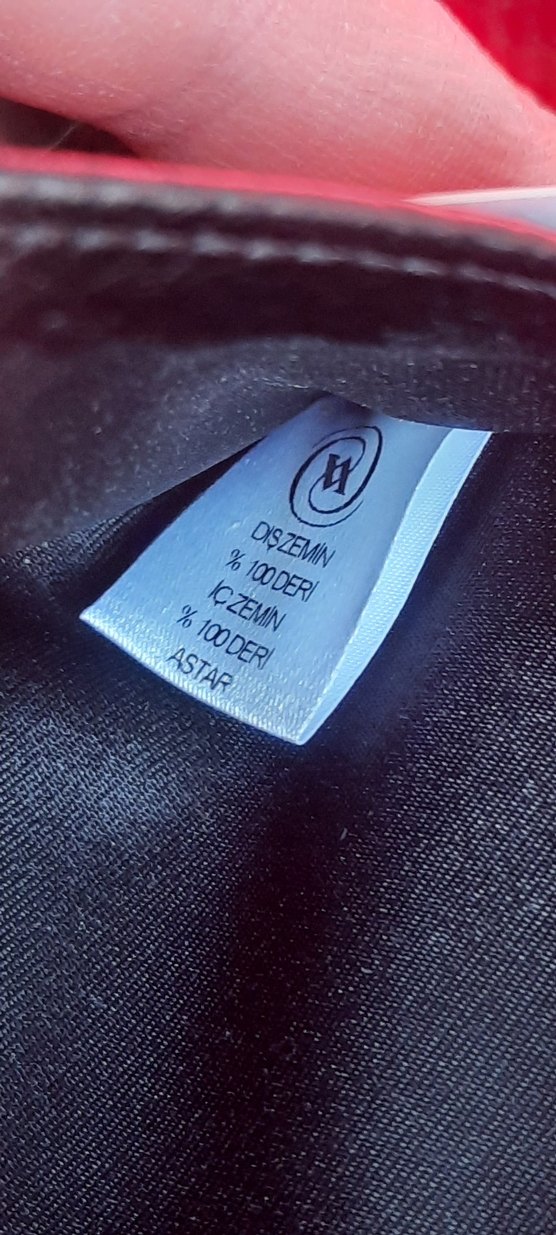 DIŞ ZEMİN
% 100 DERİ
İÇ ZEMİN
% 100 DERİ
ASTAR